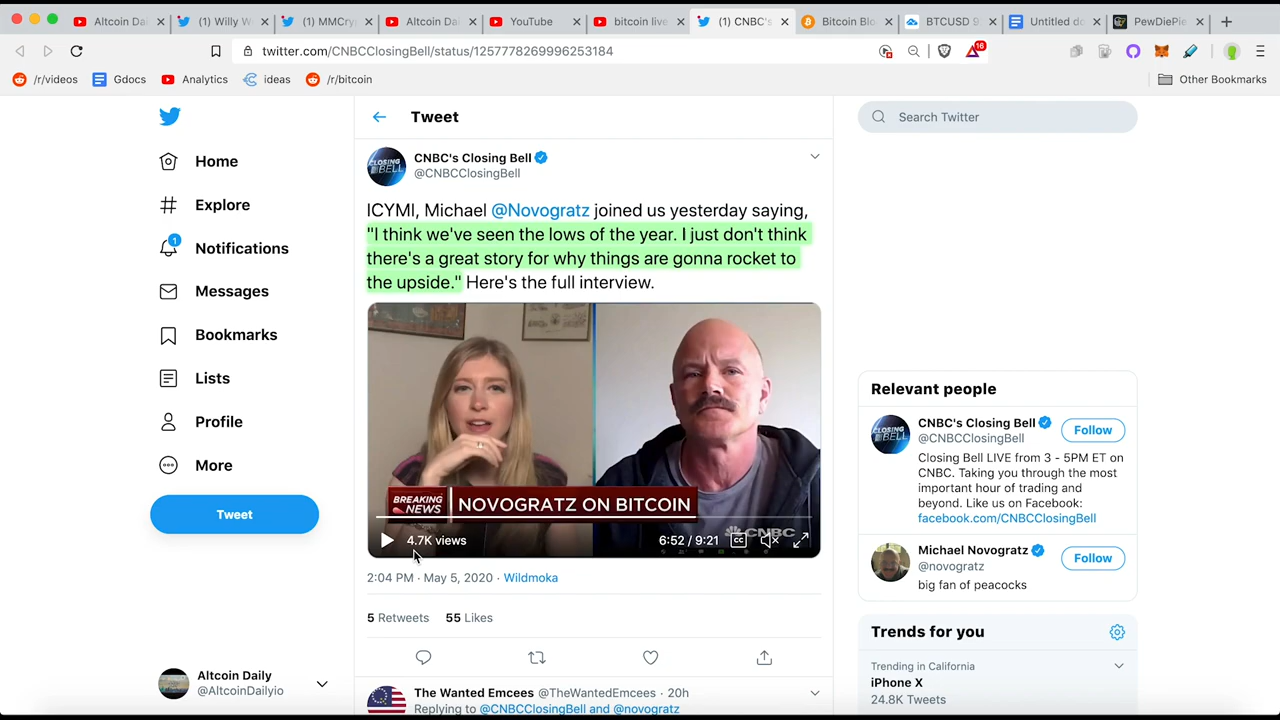 Altcoin Da
(1) Willy W
(1) MMCry
Altcoin Da
YouTube
bitcoin live
(1) CNBC's
Bitcoin Blo
BTCUSD 9
Untitled do
PewDiePie
twitter.com/CNBCClosingBell/status/1257778269996253184
16
/r/videos
Gdocs
Analytics
ideas
/r/bitcoin
Other Bookmarks
Home
Explore
1
Notifications
Messages
Bookmarks
Lists
Profile
More
Tweet
Altcoin Daily
@AltcoinDailyio
Tweet
CLOSING BELL
CNBC's Closing Bell
@CNBCClosingBell
ICYMI, Michael @Novogratz joined us yesterday saying,
"I think we've seen the lows of the year. I just don't think
there's a great story for why things are gonna rocket to
the upside." Here's the full interview.
BREAKING
NEWS
NOVOGRATZ ON BITCOIN
CNBC
4.7K views
6:52 / 9:21
CC
2:04 PM · May 5, 2020 · Wildmoka
5 Retweets 55 Likes
The Wanted Emcees @TheWantedEmcees · 20h
Replying to @CNBCClosingBell and @novogratz
Search Twitter
Relevant people
CLOSING BELL
CNBC's Closing Bell
@CNBCClosingBell
Follow
Closing Bell LIVE from 3 - 5PM ET on
CNBC. Taking you through the most
important hour of trading and
beyond. Like us on Facebook:
facebook.com/CNBCClosingBell
Michael Novogratz
@novogratz
Follow
big fan of peacocks
Trends for you
Trending in California
iPhone X
24.8K Tweets